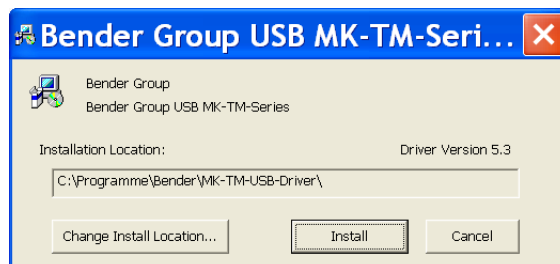 Bender Group USB MK-TM-Seri...
Bender Group
Bender Group USB MK-TM-Series
Installation Location:
Driver Version 5.3
C:\Programme\Bender\MK-TM-USB-Driver\
Change Install Location...
Install
Cancel